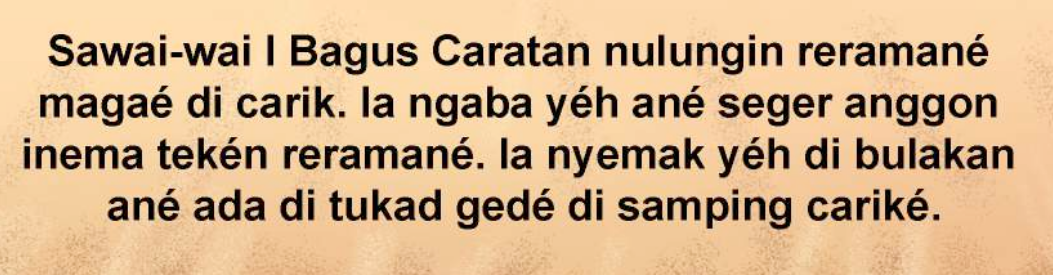 Sawai-wai I Bagus Caratan nulungin reramané
magaé di carik. Ia ngaba yéh ané seger anggon
inema tekén reramané. Ia nyemak yéh di bulakan
ané ada di tukad gedé di samping cariké.